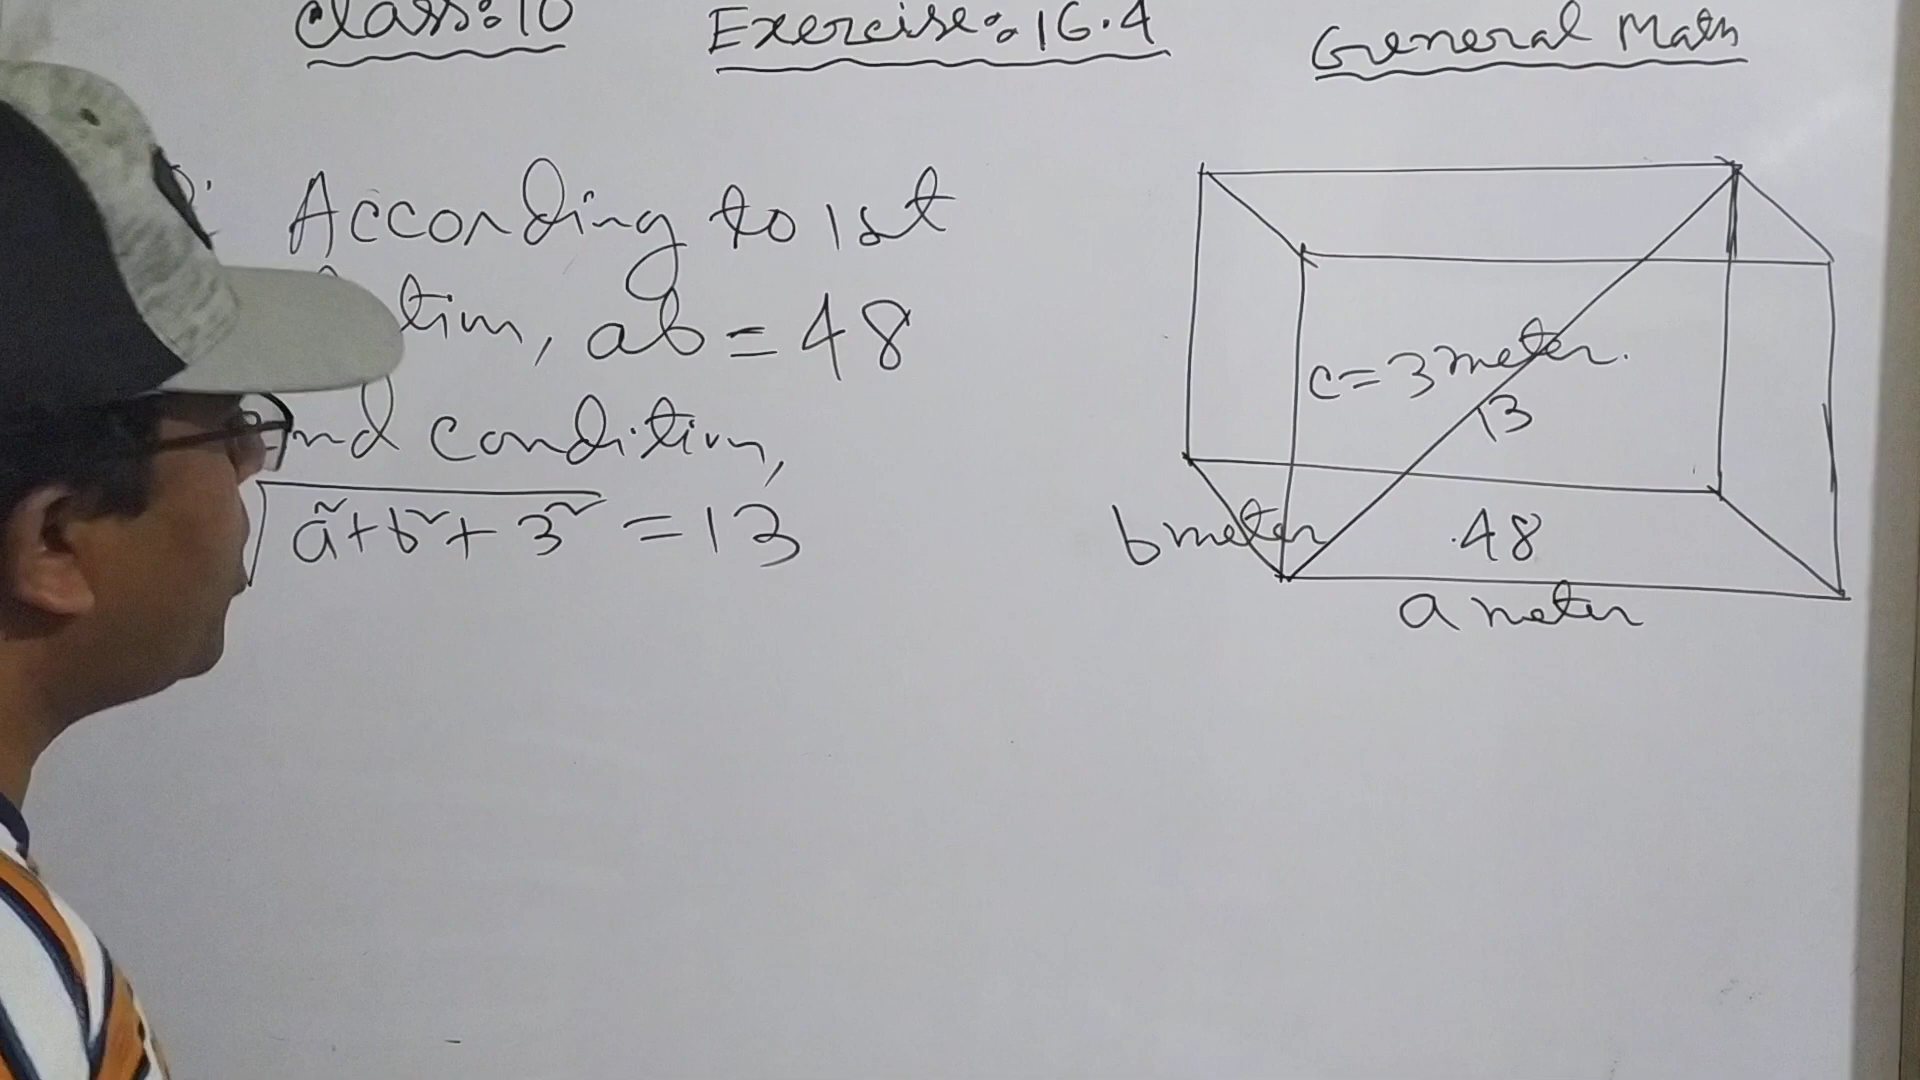 Class: 10 Exercise: 16.4 General Math
According to 1st
ab = 48
2nd condition,
√a²+b²+3² = 13
c = 3 meter.
13
b meter
48
a meter